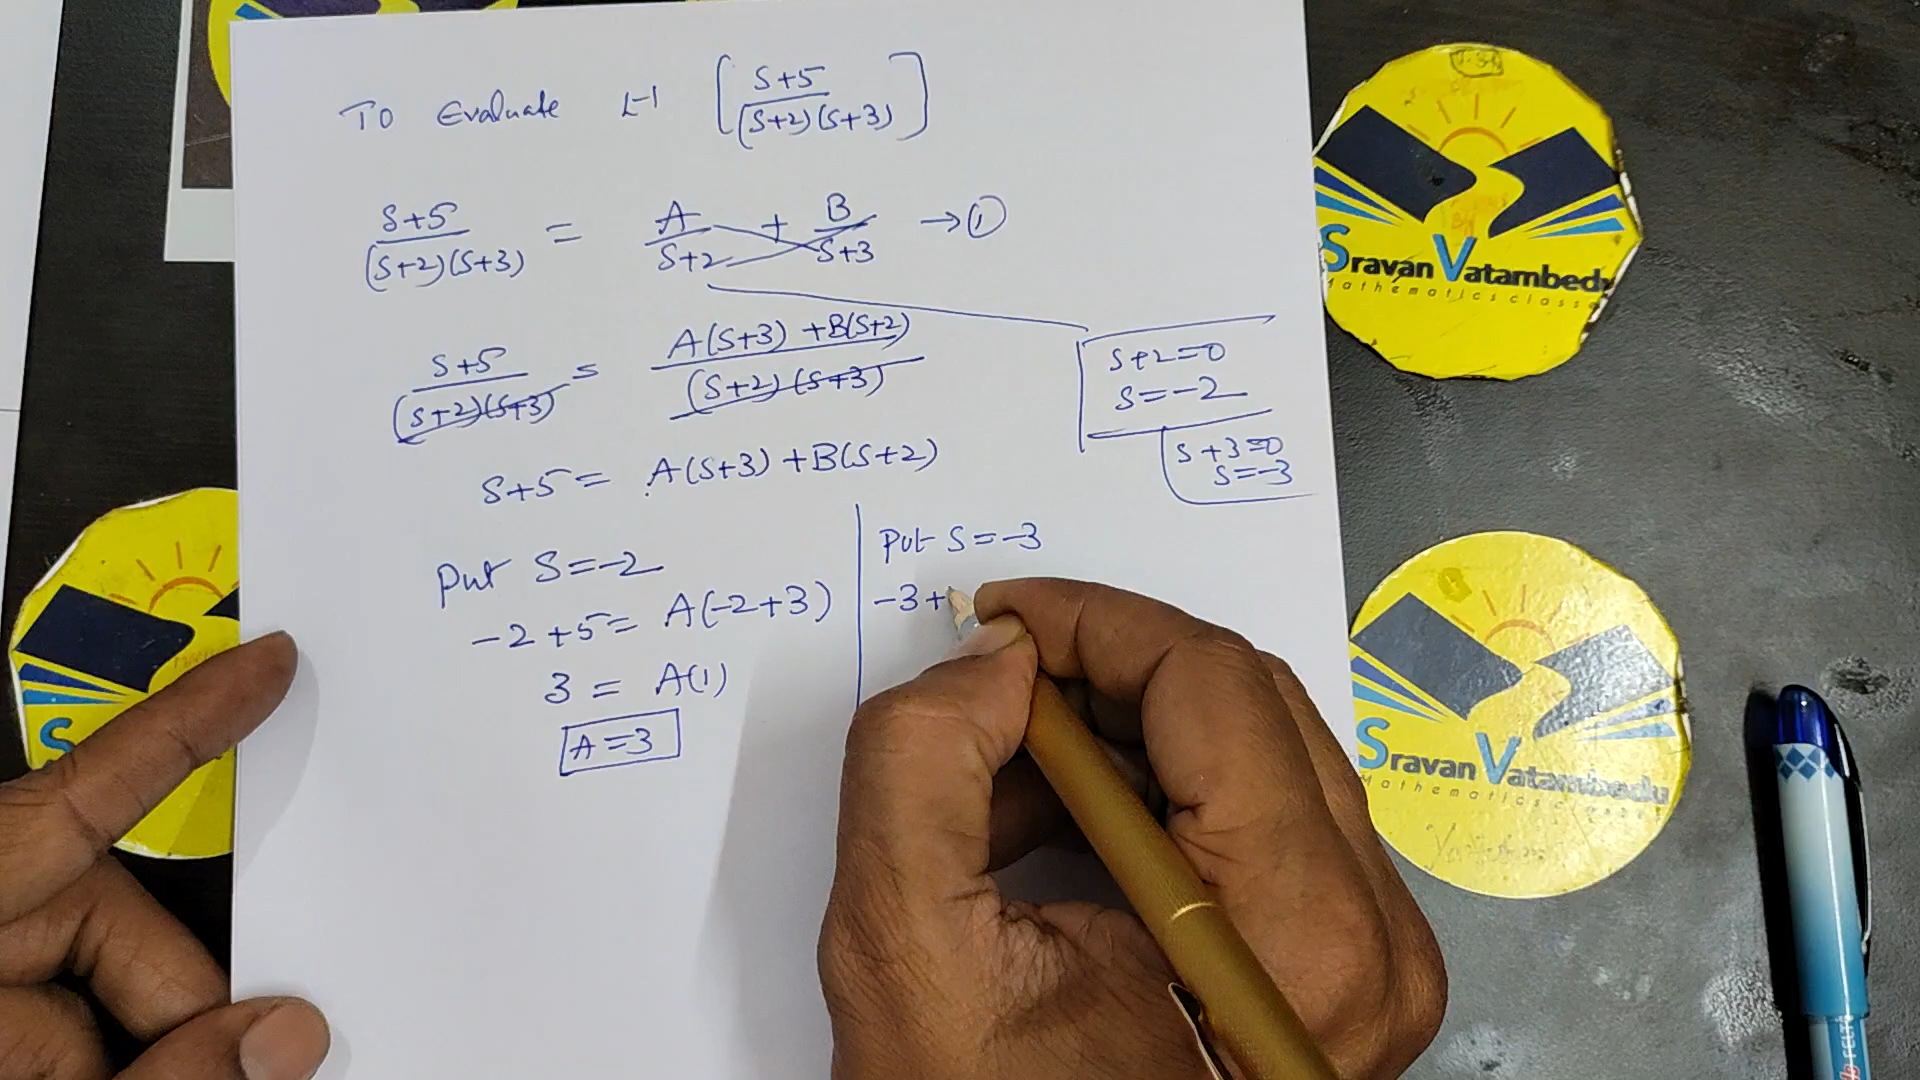 To Evaluate L-1 [ S+5 / (S+2)(S+3) ]
S+5 / (S+2)(S+3) = A / S+2 + B / S+3 → ①
S+5 / (S+2)(S+3) = A(S+3) + B(S+2) / (S+2)(S+3)
S+2=0
S=-2
S+3=0
S=-3
S+5 = A(S+3) + B(S+2)
Put S=-2
-2+5 = A(-2+3)
3 = A(1)
A=3
Put S=-3
-3+
Sravan Vatambedu
Mathematics classe
Sravan Vatambedu
Mathematics classe
S